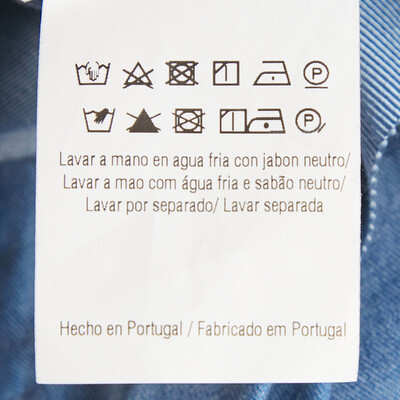 P
Lavar a mano en agua fria con jabon neutro/
Lavar a mao com água fria e sabão neutro/
Lavar por separado/ Lavar separada
Hecho en Portugal / Fabricado em Portugal